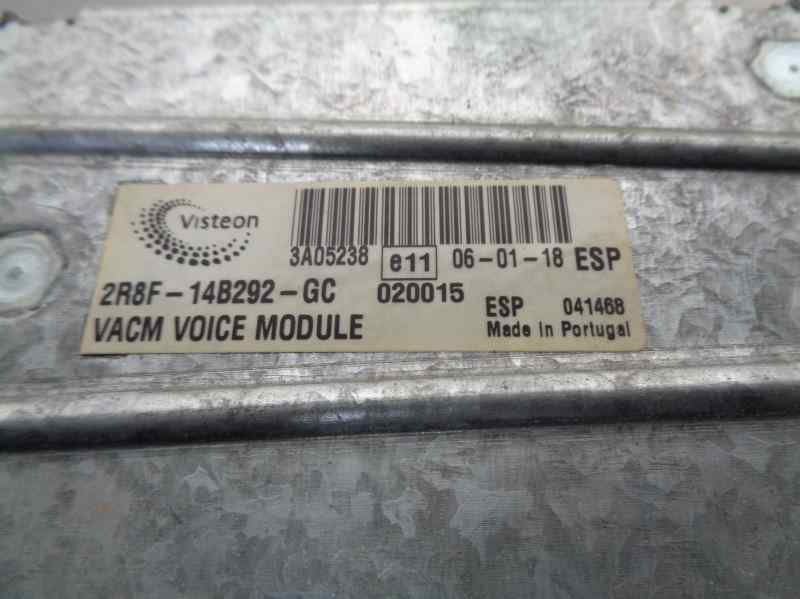 Visteon
3A05238 e11 06-01-18 ESP
2R8F-14B292-GC 020015 ESP 041468
VACM VOICE MODULE Made in Portugal